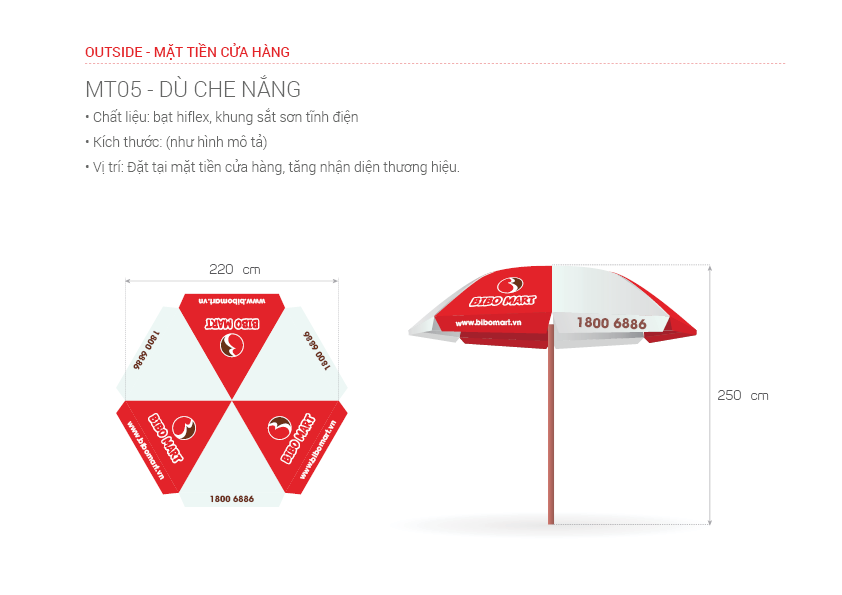 OUTSIDE - MẶT TIỀN CỬA HÀNG
MT05 - DÙ CHE NẮNG
• Chất liệu: bạt hiflex, khung sắt sơn tĩnh điện
• Kích thước: (như hình mô tả)
• Vị trí: Đặt tại mặt tiền cửa hàng, tăng nhận diện thương hiệu.
220 cm
www.bibomart.vn
BIBO MART
1800 6886
1800 6886
BIBO MART
www.bibomart.vn
BIBO MART
www.bibomart.vn
1800 6886
BIBO MART
www.bibomart.vn
1800 6886
250 cm